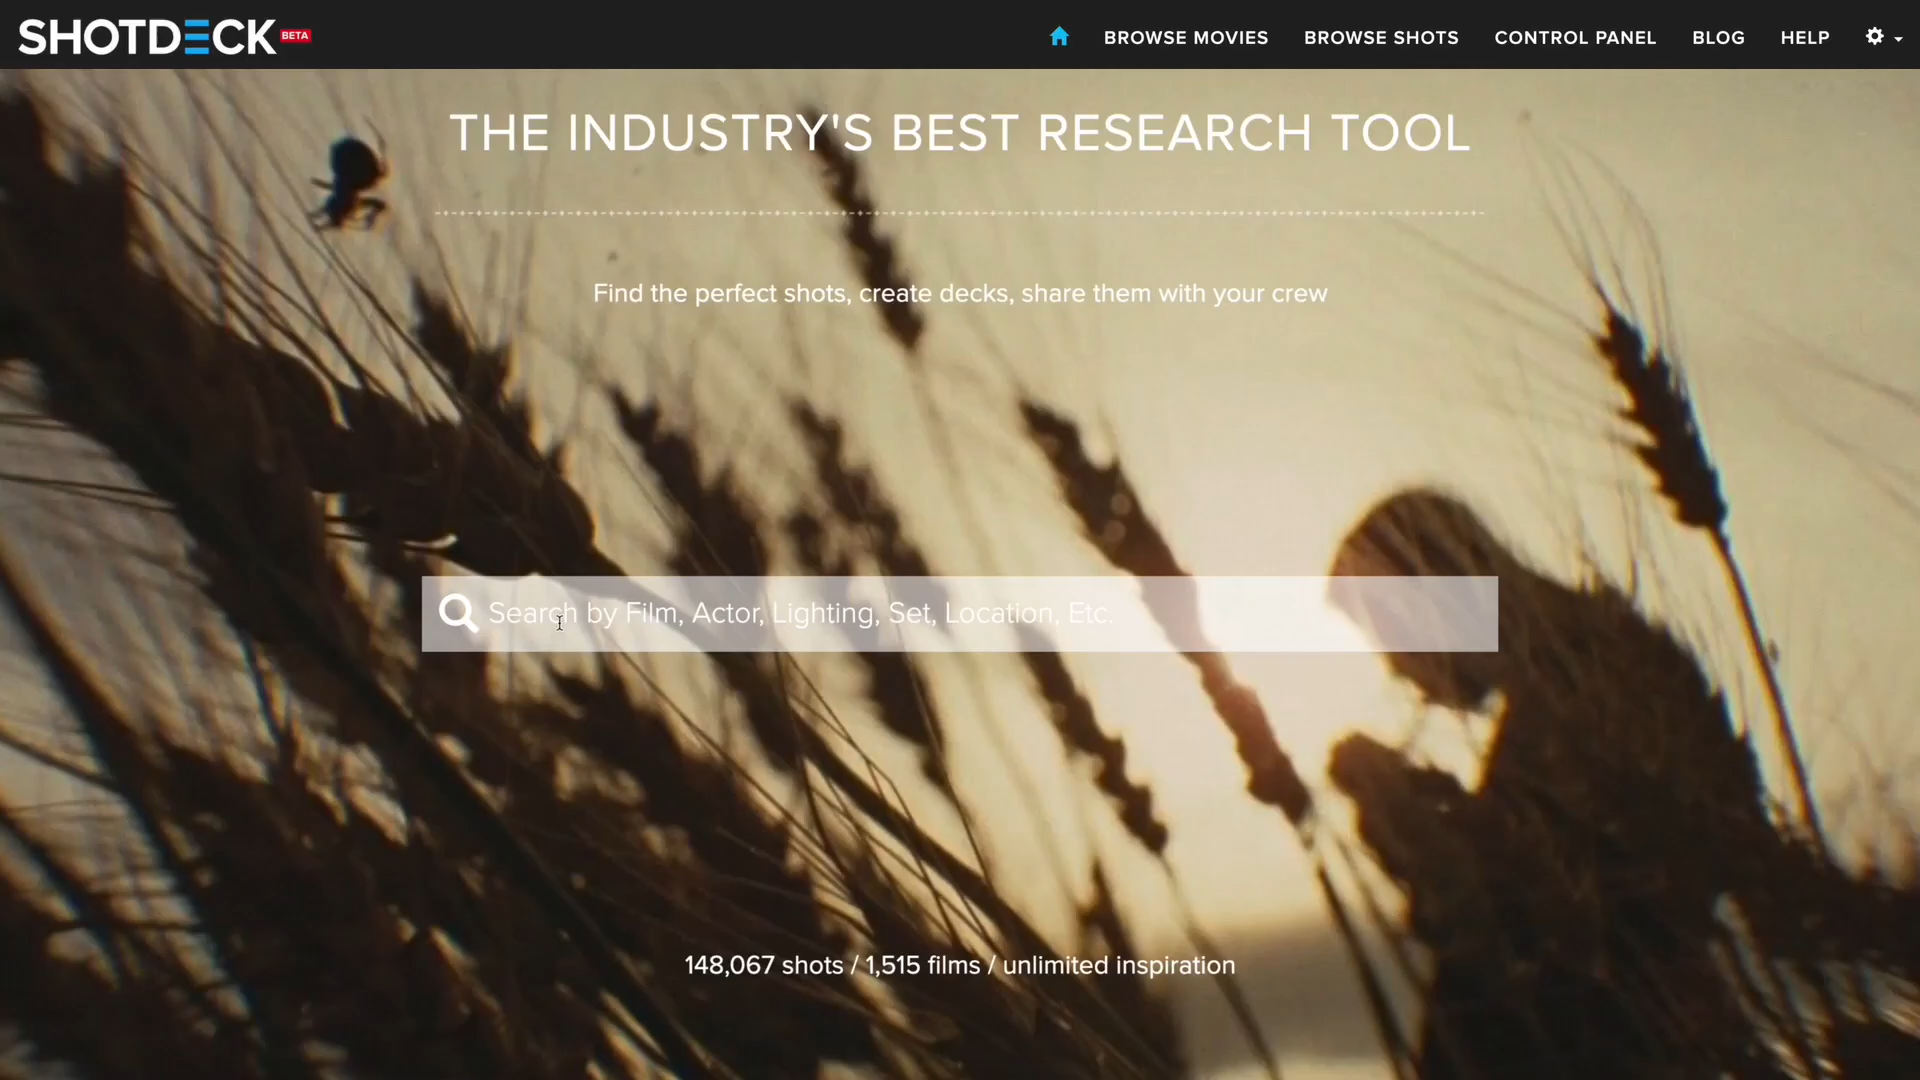 SHOTDECK BETA
BROWSE MOVIES BROWSE SHOTS CONTROL PANEL BLOG HELP
THE INDUSTRY'S BEST RESEARCH TOOL
Find the perfect shots, create decks, share them with your crew
Search by Film, Actor, Lighting, Set, Location, Etc.
148,067 shots / 1,515 films / unlimited inspiration